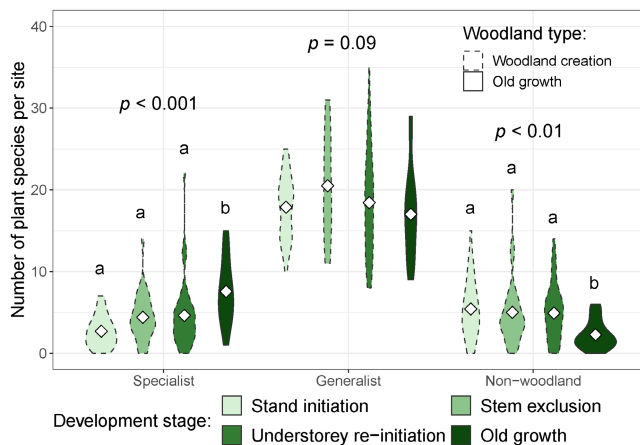 Number of plant species per site
40
30
20
10
0
Woodland type:
Woodland creation
Old growth
p = 0.09
p < 0.001
p < 0.01
a
a
a
b
a
a
a
b
Specialist
Generalist
Non−woodland
Development stage:
Stand initiation
Stem exclusion
Understorey re−initiation
Old growth